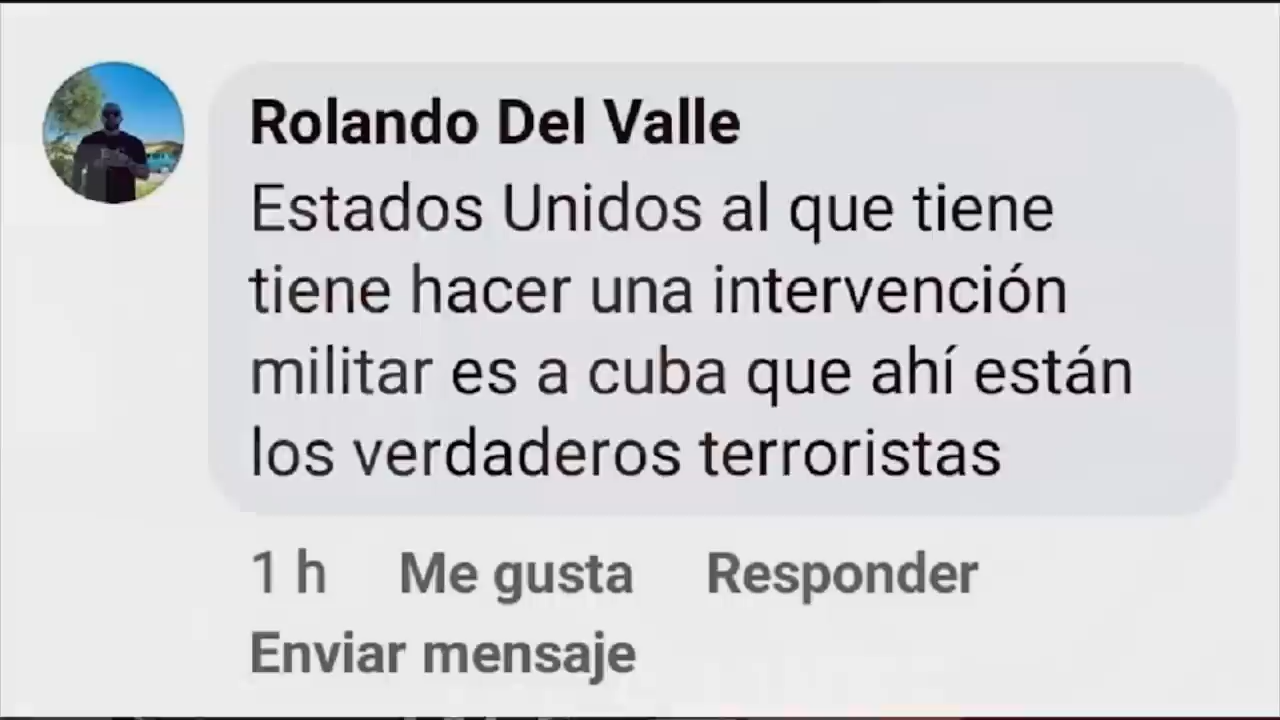 Rolando Del Valle
Estados Unidos al que tiene
tiene hacer una intervención
militar es a cuba que ahí están
los verdaderos terroristas
1 h Me gusta Responder
Enviar mensaje